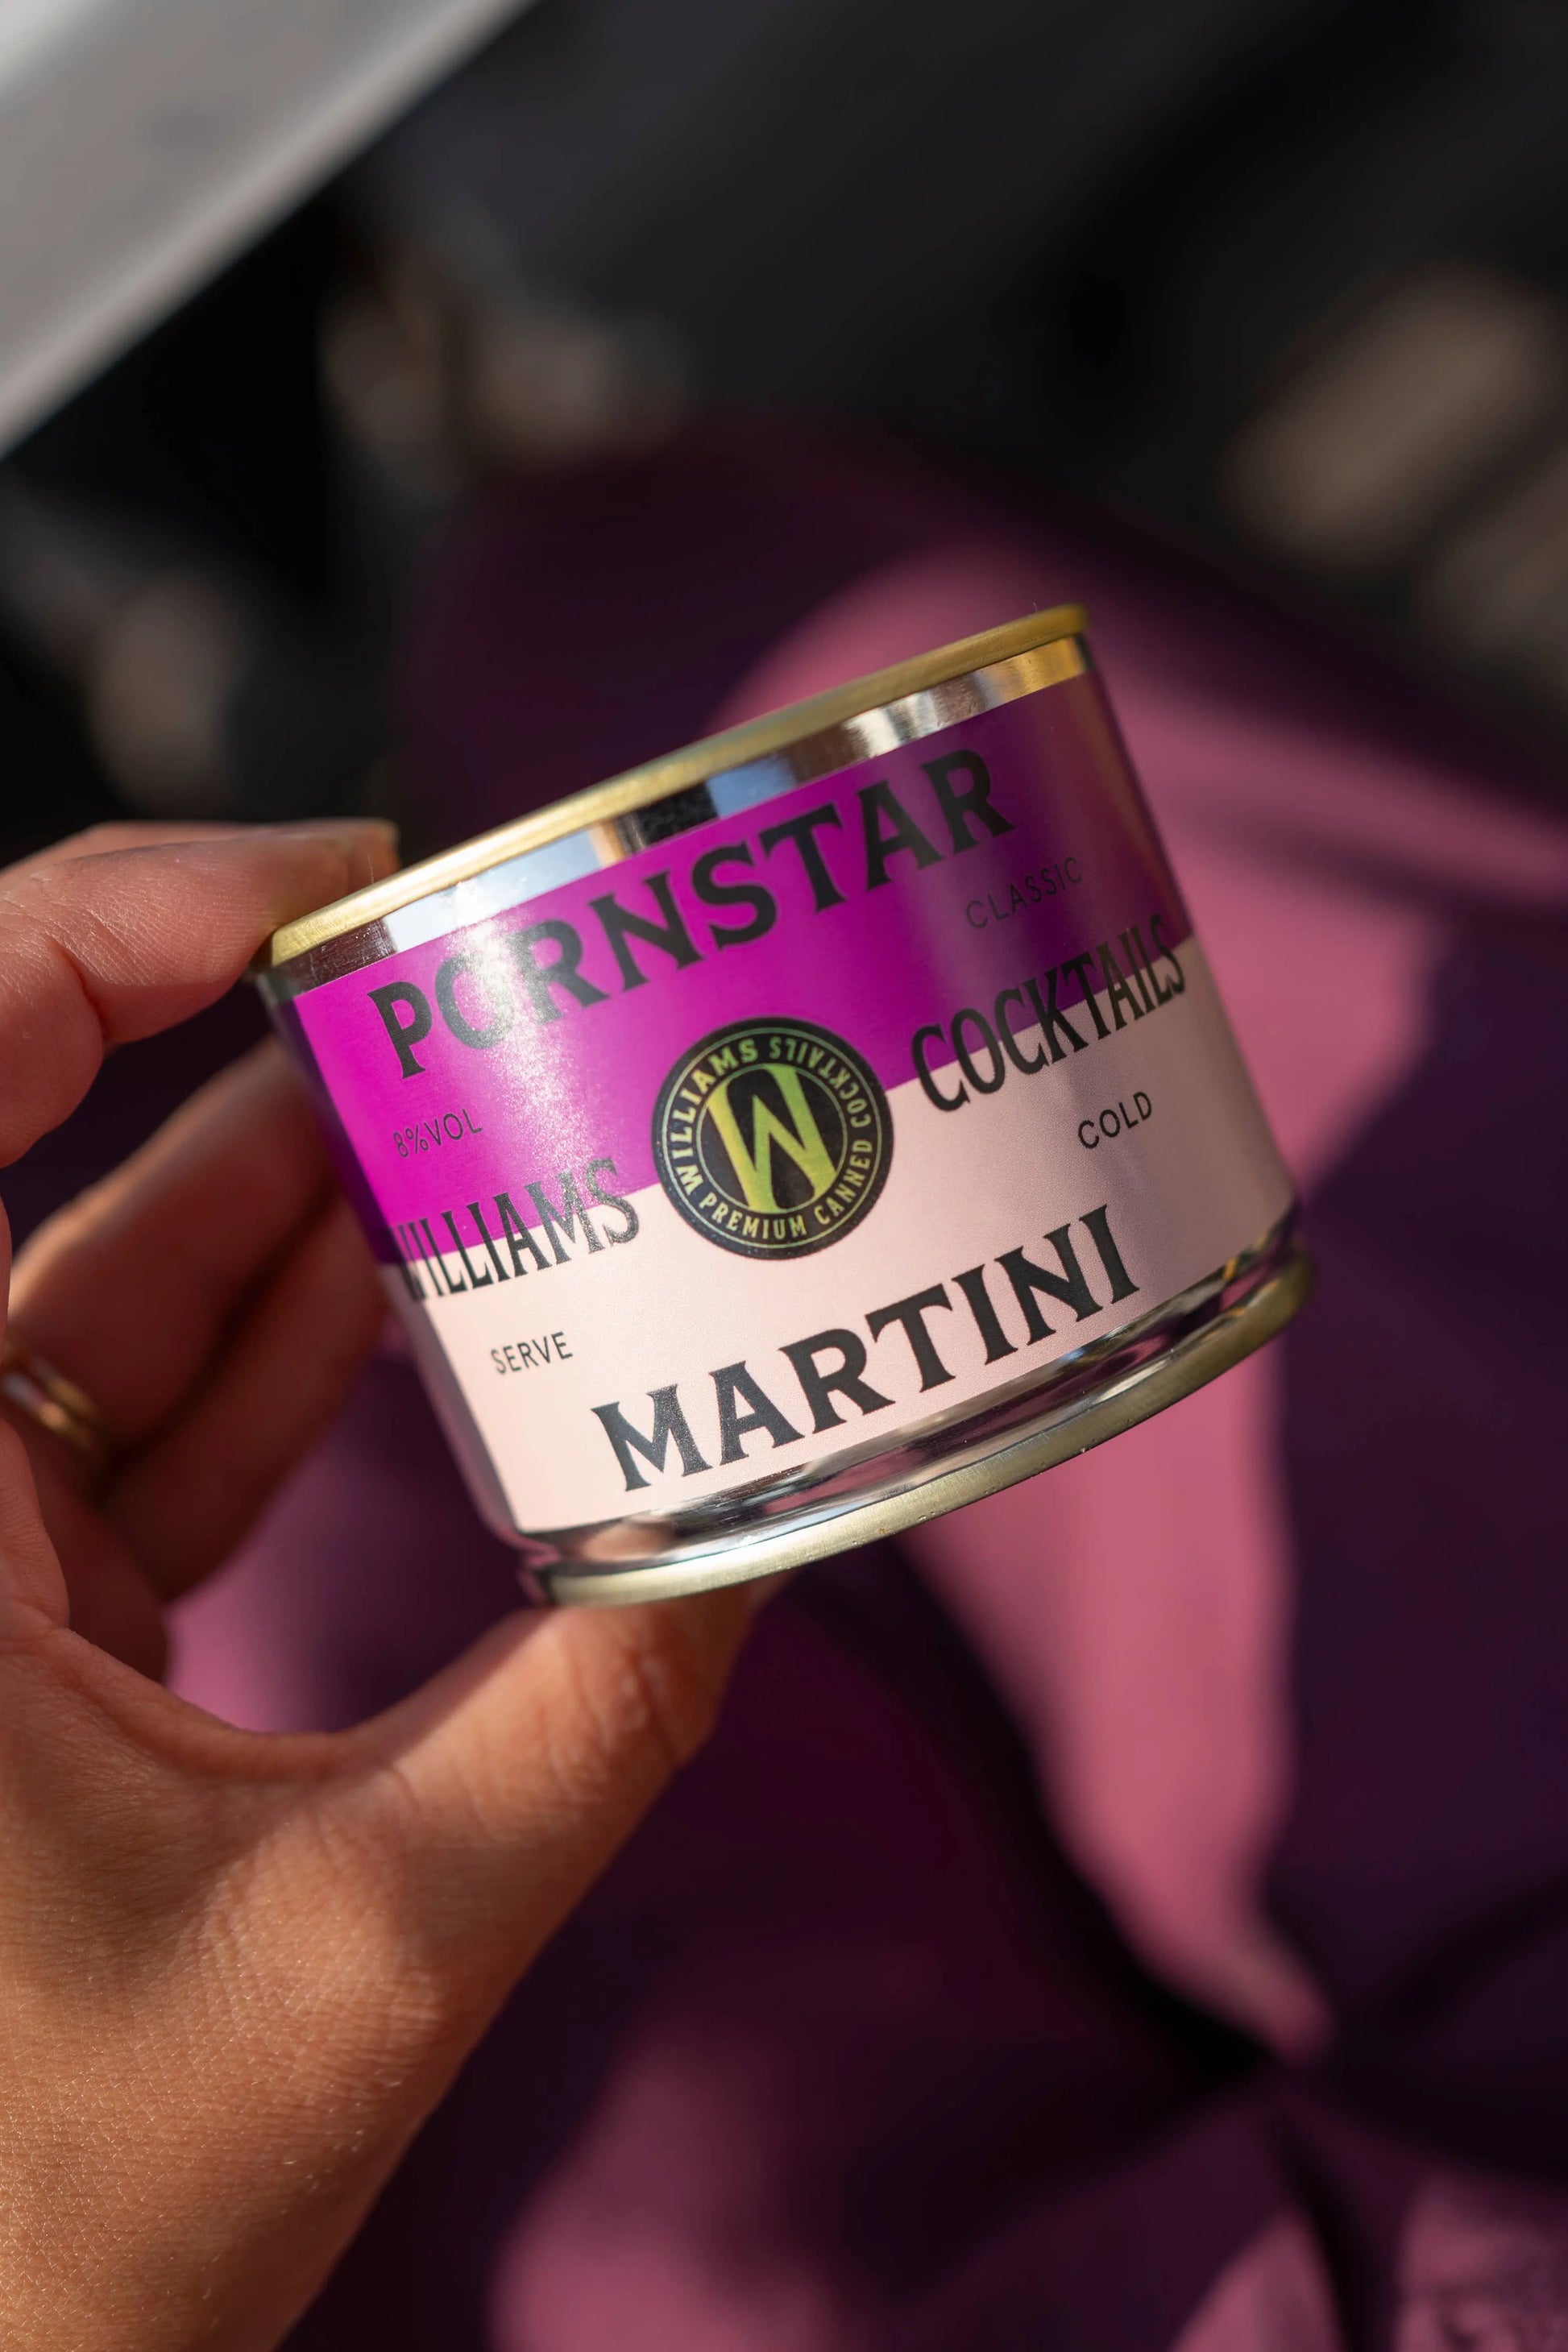 PORNSTAR
CLASSIC
8%VOL
WILLIAMS
COCKTAILS
WILLIAMS COCKTAILS
W
PREMIUM CANNED
SERVE
COLD
MARTINI